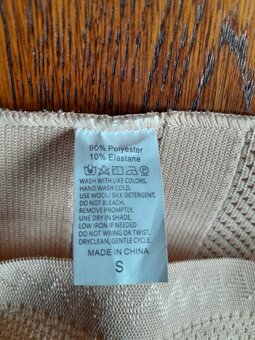 90% Polyester
10% Elastane
WASH WITH LIKE COLORS,
HAND WASH COLD,
USE WOOL/ SILK DETERGENT,
DO NOT BLEACH,
REMOVE PROMPTLY,
LINE DRY IN SHADE,
LOW IRON IF NEEDED
DO NOT WRING OR TWIST,
DRYCLEAN, GENTLE CYCLE.
MADE IN CHINA
S